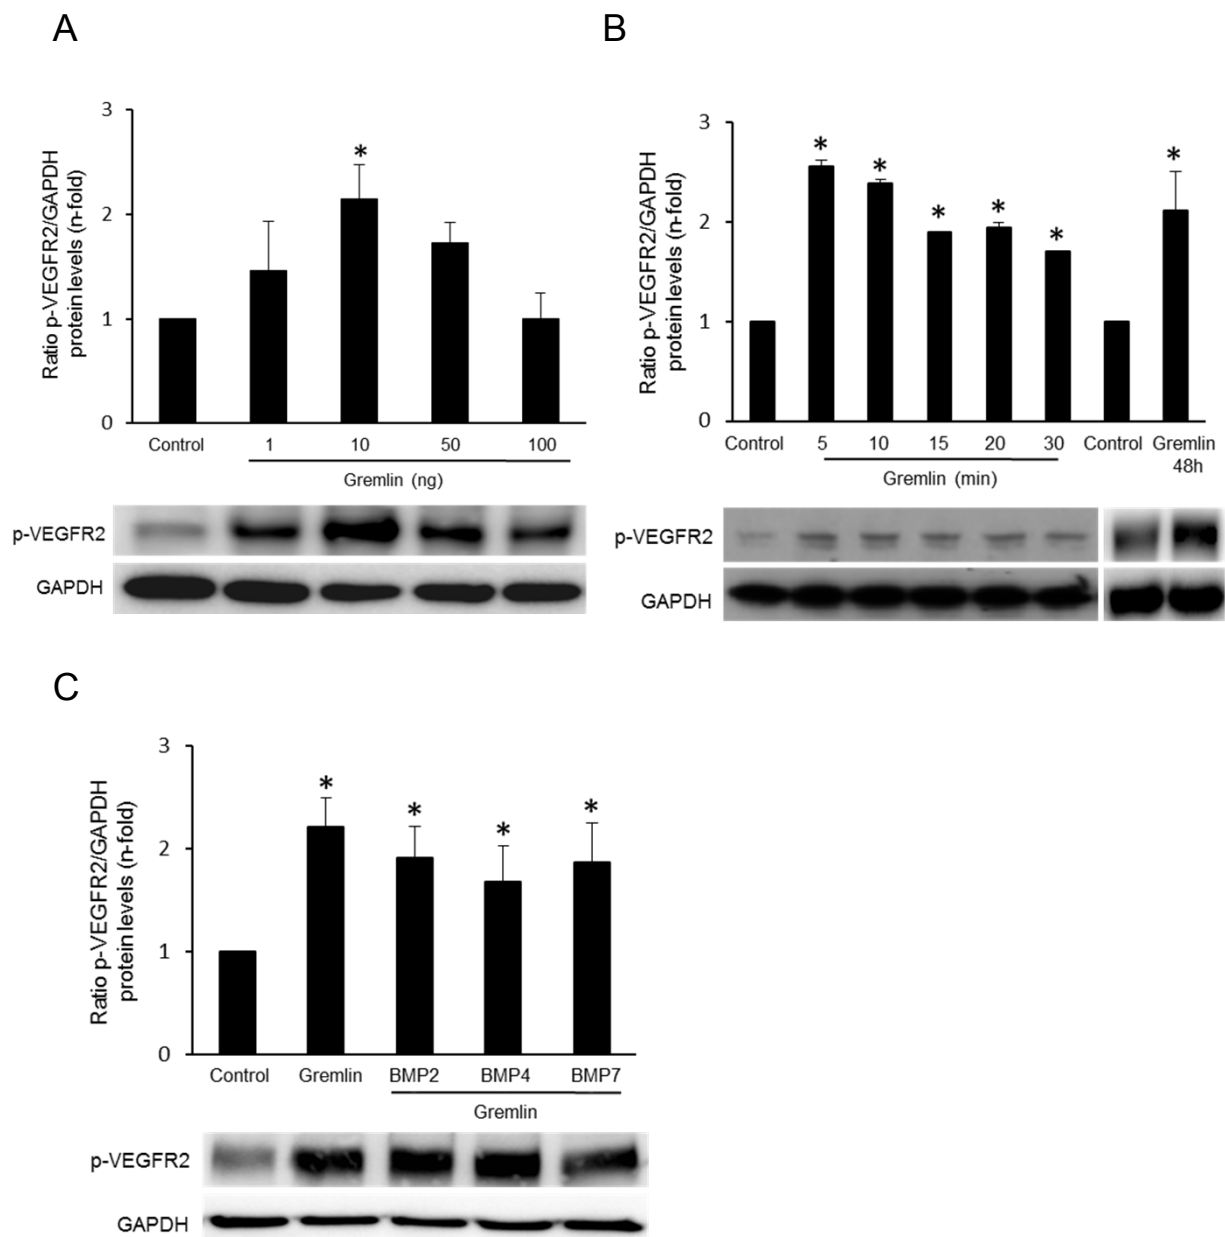 A
Ratio p-VEGFR2/GAPDH
protein levels (n-fold)
3
*
2
1
0
Control 1 10 50 100
Gremlin (ng)
p-VEGFR2
GAPDH
B
Ratio p-VEGFR2/GAPDH
protein levels (n-fold)
3
* * * * * *
2
1
0
Control 5 10 15 20 30 Control Gremlin
48h
Gremlin (min)
p-VEGFR2
GAPDH
C
Ratio p-VEGFR2/GAPDH
protein levels (n-fold)
3
* * * *
2
1
0
Control Gremlin BMP2 BMP4 BMP7
Gremlin
p-VEGFR2
GAPDH